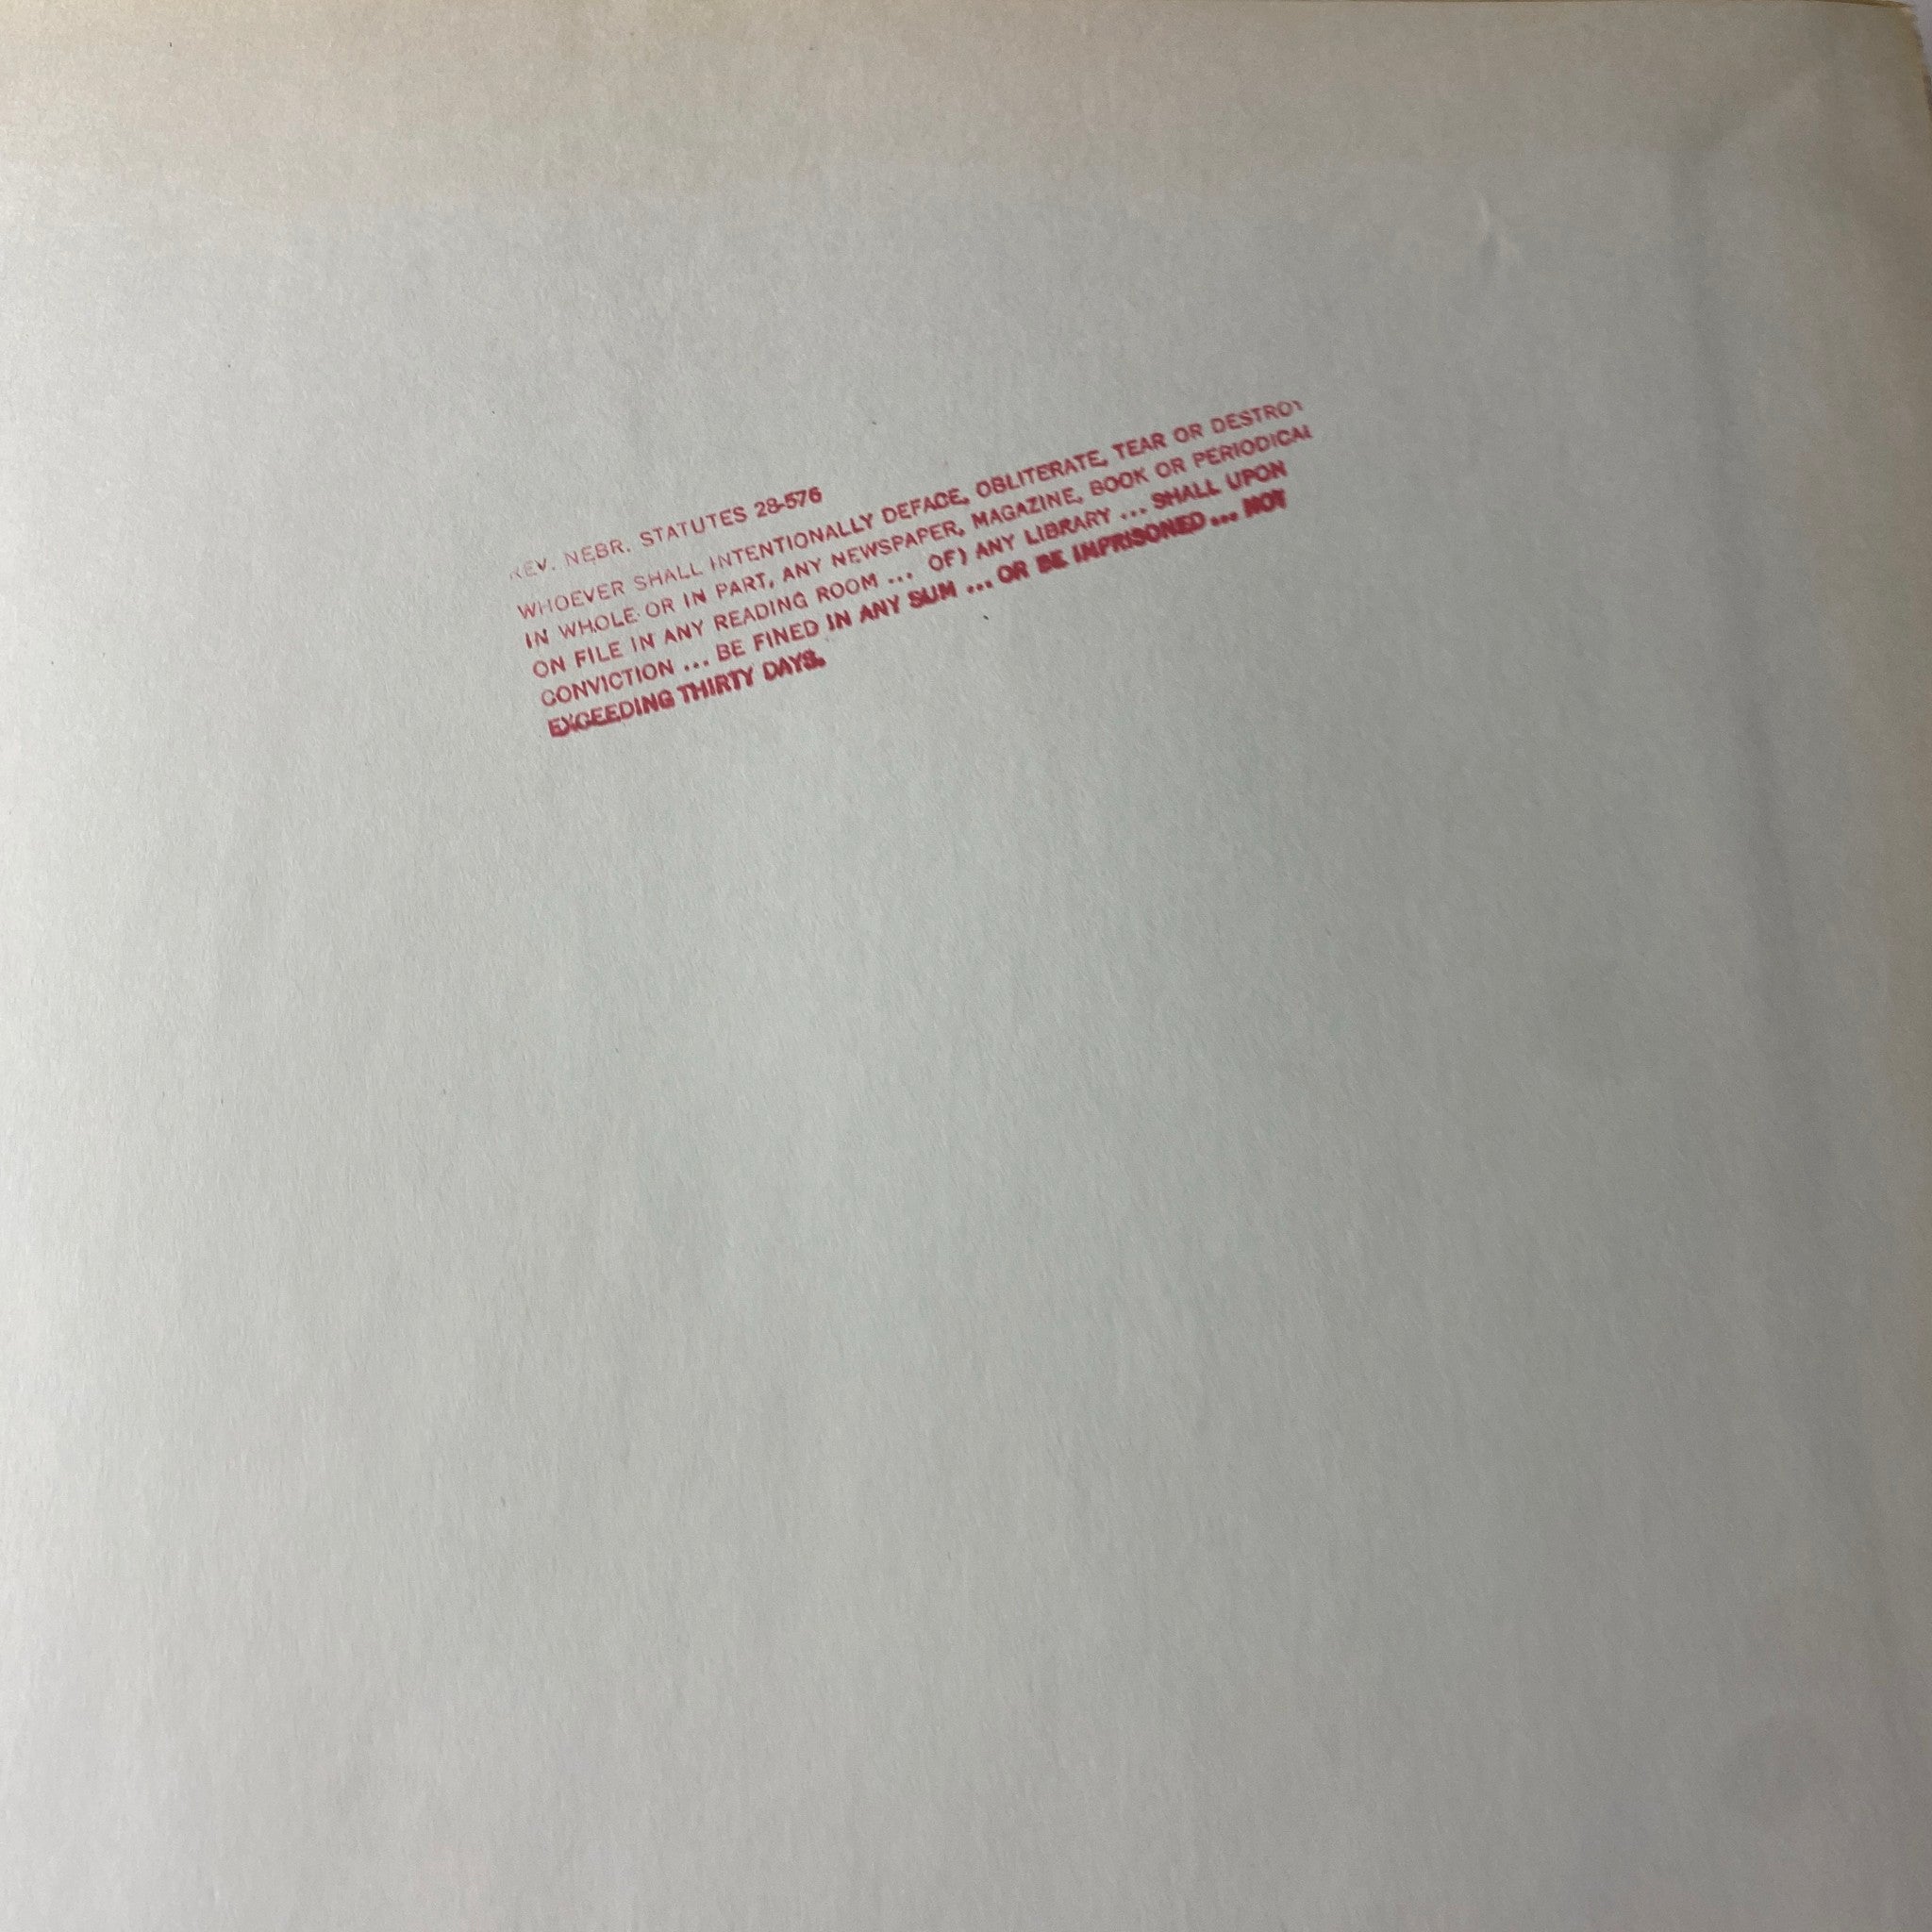 REV. NEBR. STATUTES 28-576
WHOEVER SHALL INTENTIONALLY DEFACE, OBLITERATE, TEAR OR DESTROY
IN WHOLE OR IN PART, ANY NEWSPAPER, MAGAZINE, BOOK OR PERIODICAL
ON FILE IN ANY READING ROOM ... OF) ANY LIBRARY ... SHALL UPON
CONVICTION ... BE FINED IN ANY SUM ... OR BE IMPRISONED ... NOT
EXCEEDING THIRTY DAYS.